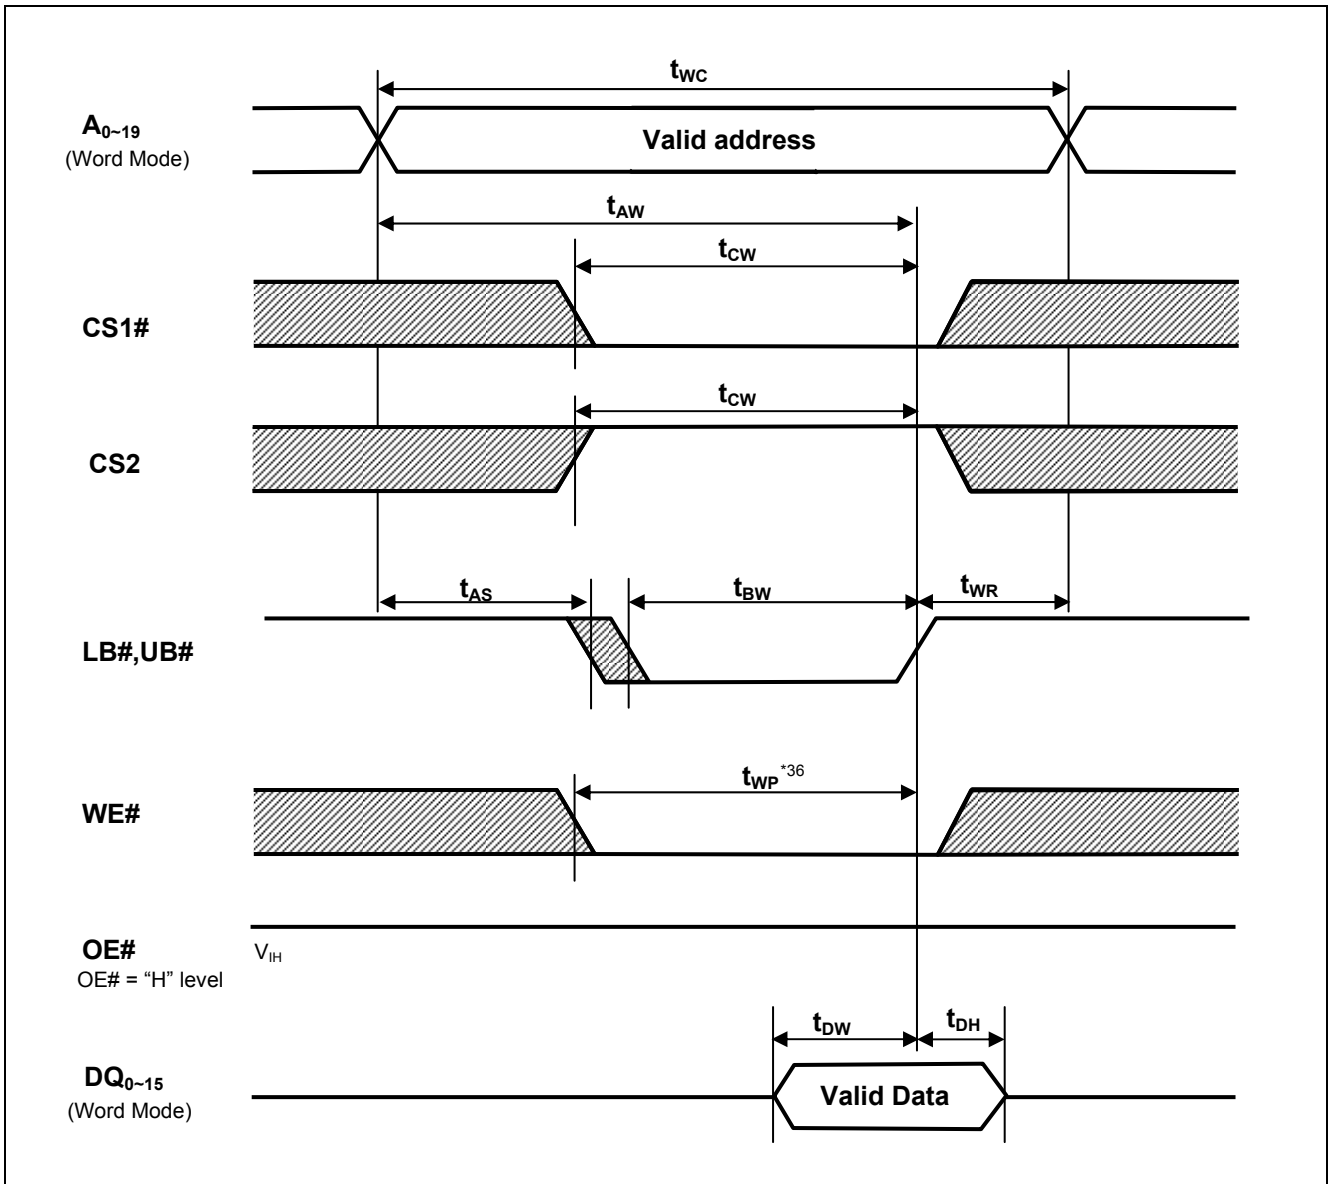 tWC
A0~19
(Word Mode)
Valid address
tAW
tCW
CS1#
tCW
CS2
tAS
tBW
tWR
LB#,UB#
tWP*36
WE#
OE#
OE# = “H” level
VIH
tDW
tDH
DQ0~15
(Word Mode)
Valid Data